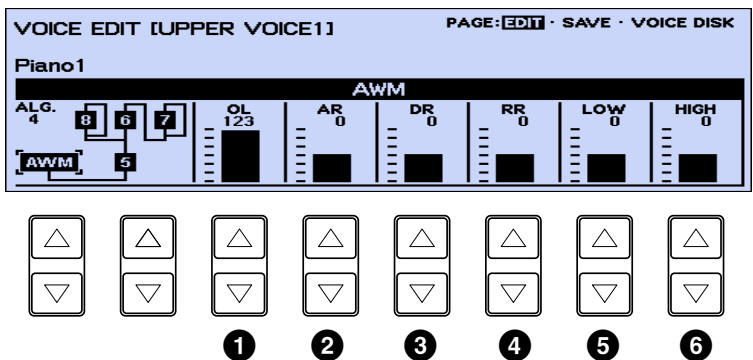 VOICE EDIT [UPPER VOICE1] PAGE: EDIT · SAVE · VOICE DISK
Piano1
AWM
ALG. OL AR DR RR LOW HIGH
4 123 0 0 0 0 0
8 6 7
AWM 5
1 2 3 4 5 6